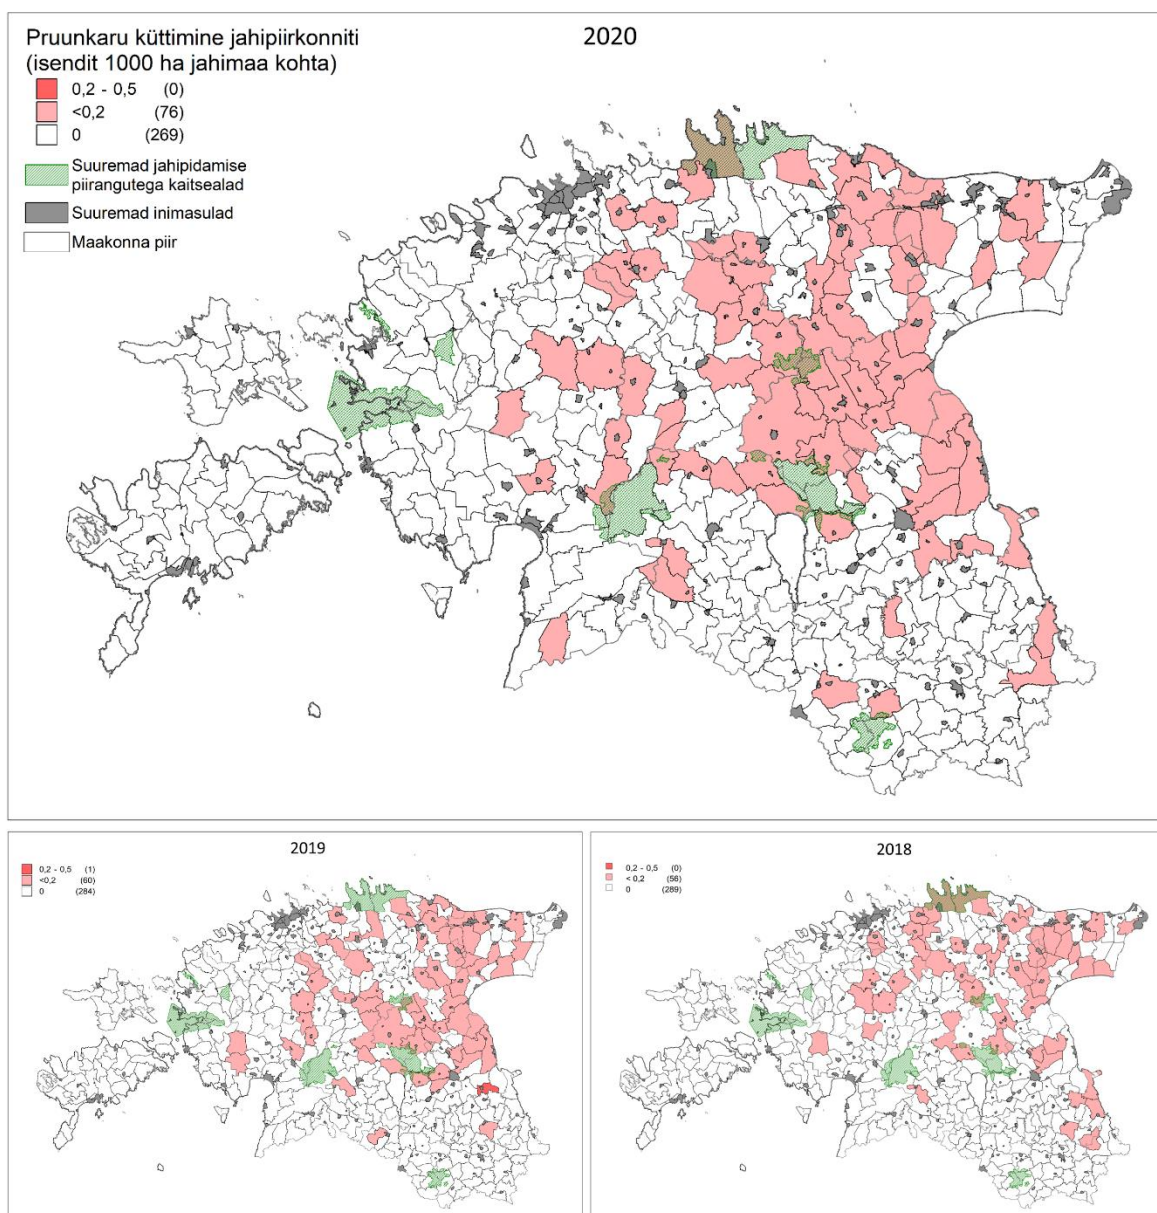 Pruunkaru küttimine jahipiirkonniti
(isendit 1000 ha jahimaa kohta)
2020
0,2 - 0,5 (0)
<0,2 (76)
0 (269)
Suuremad jahipidamise
piirangutega kaitsealad
Suuremad inimasulad
Maakonna piir
2019
0,2 - 0,5 (1)
<0,2 (60)
0 (284)
2018
0,2 - 0,5 (0)
< 0,2 (56)
0 (289)